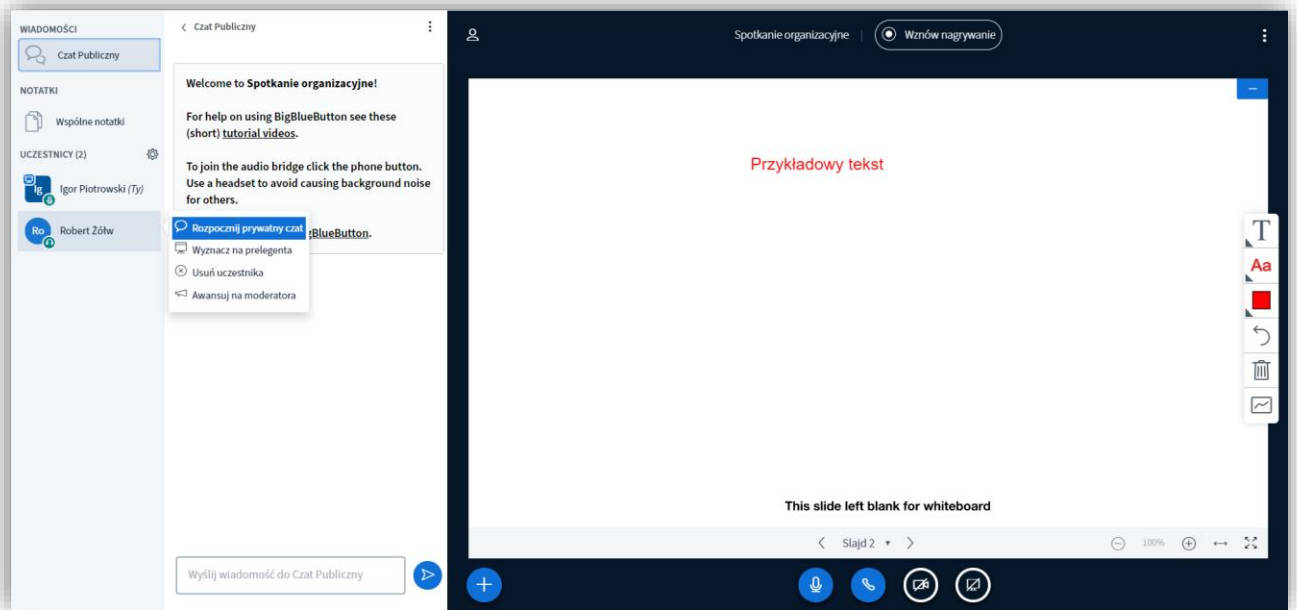 WIADOMOŚCI
Czat Publiczny
NOTATKI
Wspólne notatki
UCZESTNICY (2)
Ig
Igor Piotrowski (Ty)
Ro
Robert Żółw
Czat Publiczny
Welcome to Spotkanie organizacyjne!
For help on using BigBlueButton see these
(short) tutorial videos.
To join the audio bridge click the phone button.
Use a headset to avoid causing background noise
for others.
gBlueButton.
Rozpocznij prywatny czat
Wyznacz na prelegenta
Usuń uczestnika
Awansuj na moderatora
Wyślij wiadomość do Czat Publiczny
Spotkanie organizacyjne | Wznów nagrywanie
Przykładowy tekst
T
Aa
This slide left blank for whiteboard
Slajd 2
100%